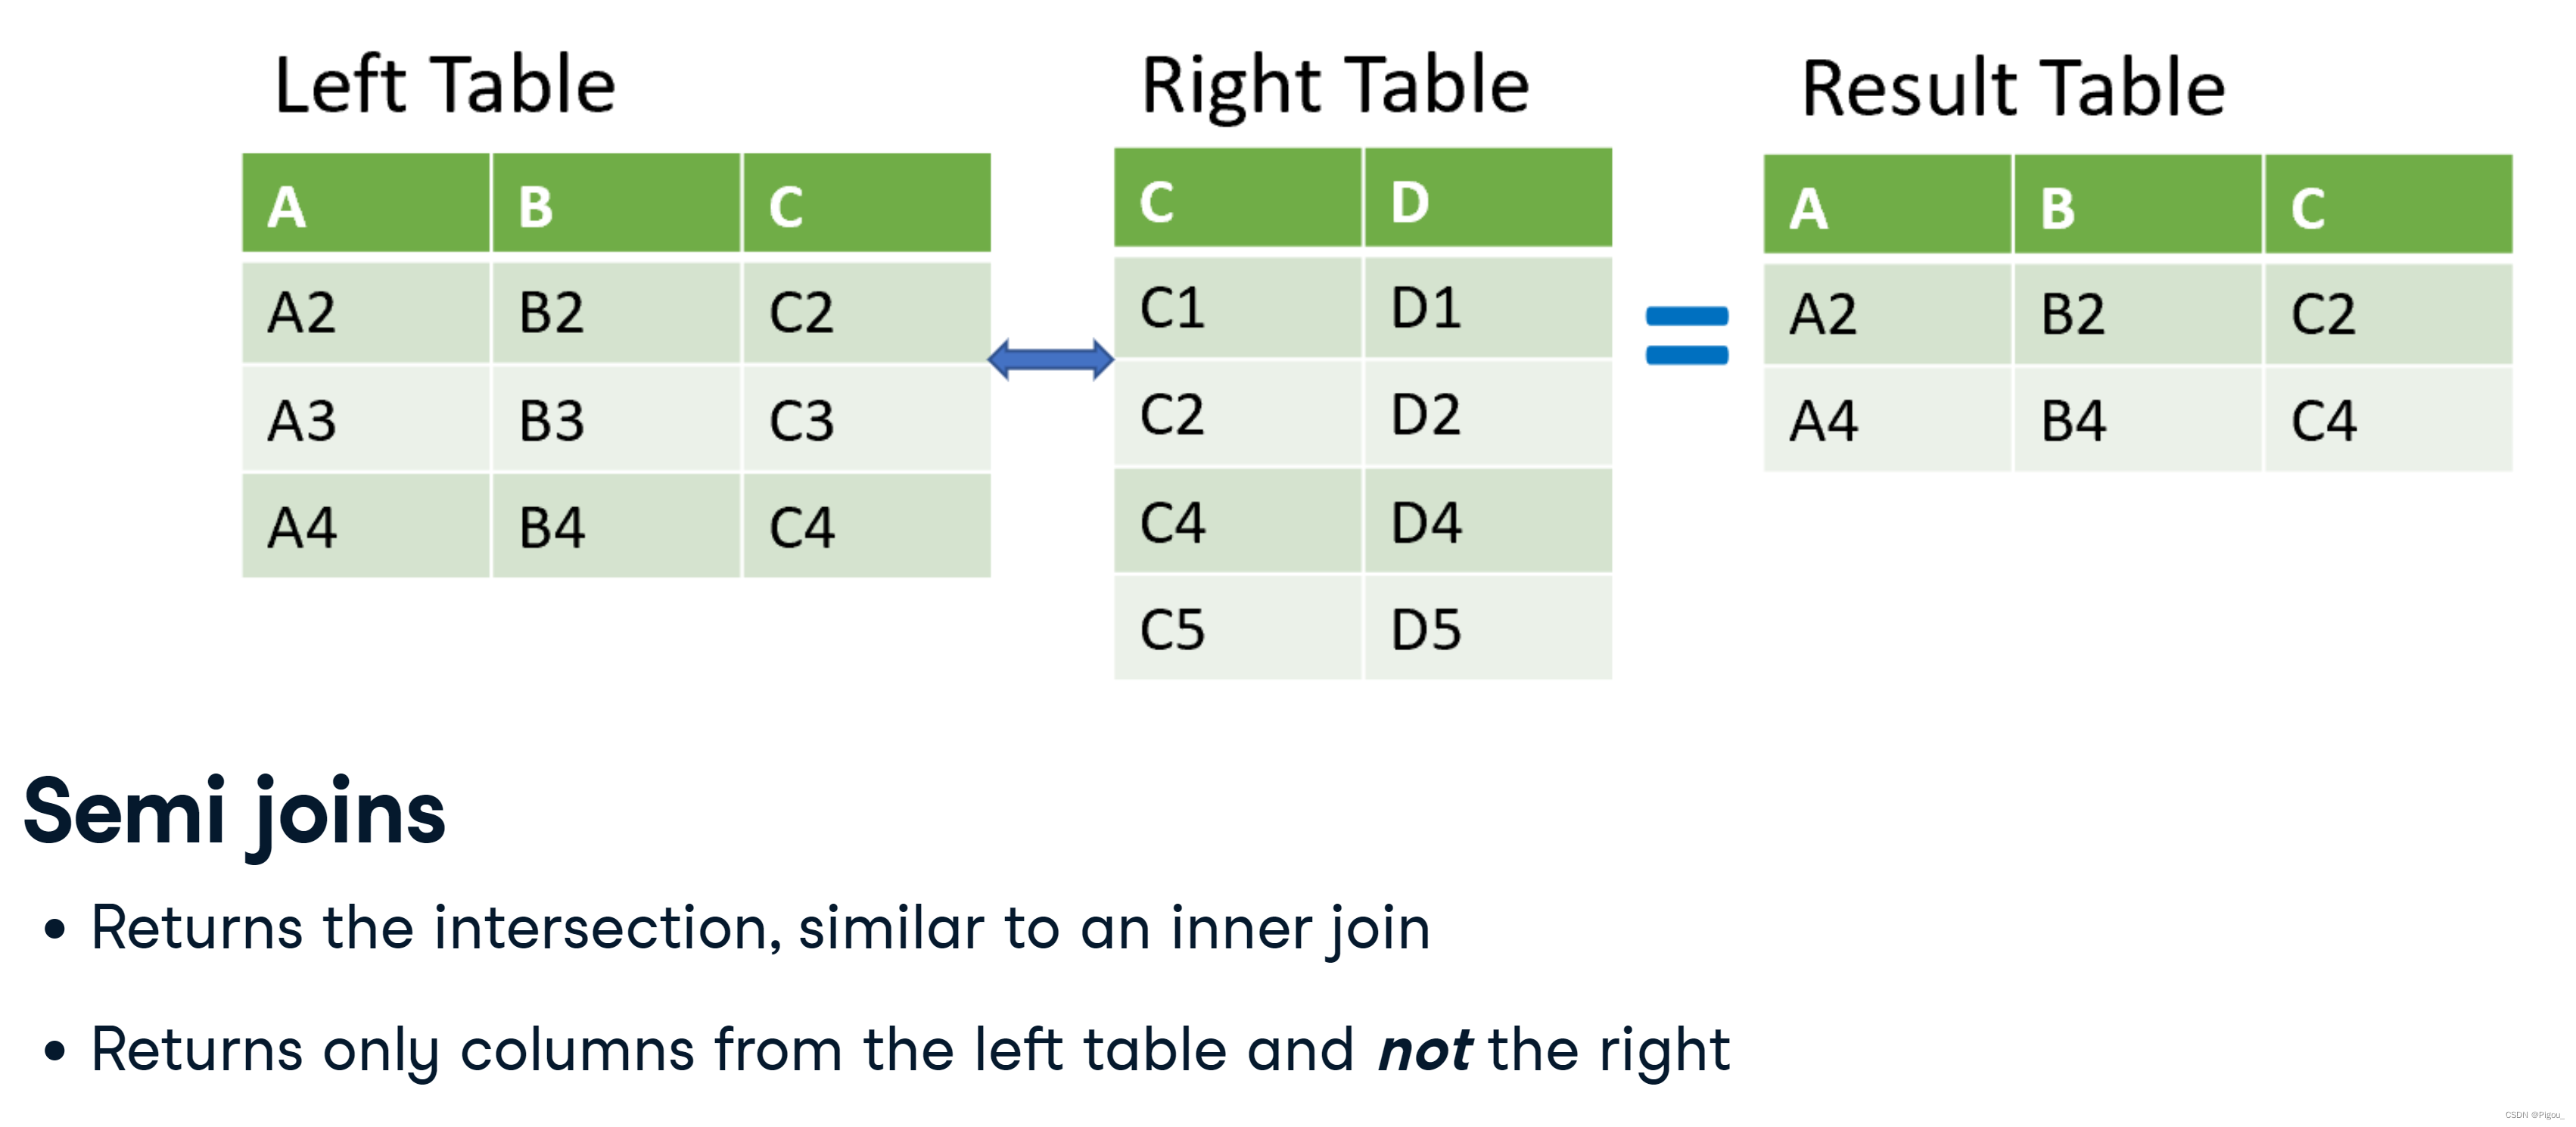 Left Table
Right Table
Result Table
A B C
C D
A B C
A2 B2 C2
A3 B3 C3
A4 B4 C4
C1 D1
C2 D2
C4 D4
C5 D5
A2 B2 C2
A4 B4 C4
Semi joins
• Returns the intersection, similar to an inner join
• Returns only columns from the left table and not the right
CSDN @Pigou_